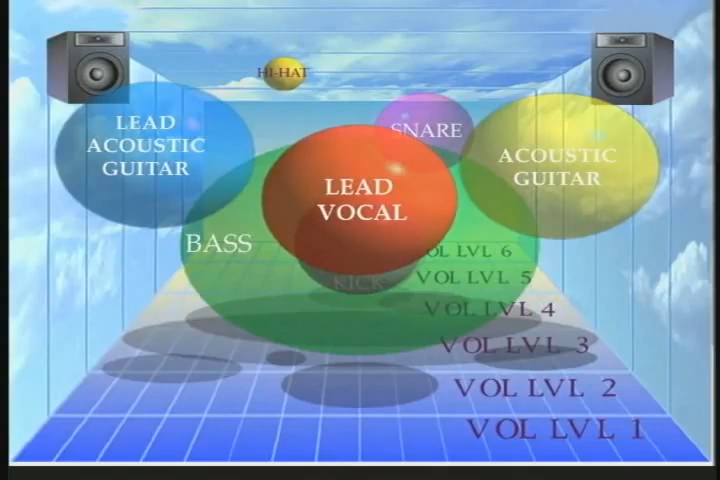 HI-HAT
LEAD
ACOUSTIC
GUITAR
SNARE
ACOUSTIC
GUITAR
LEAD
VOCAL
BASS
KICK
VOL LVL 6
VOL LVL 5
VOL LVL 4
VOL LVL 3
VOL LVL 2
VOL LVL 1